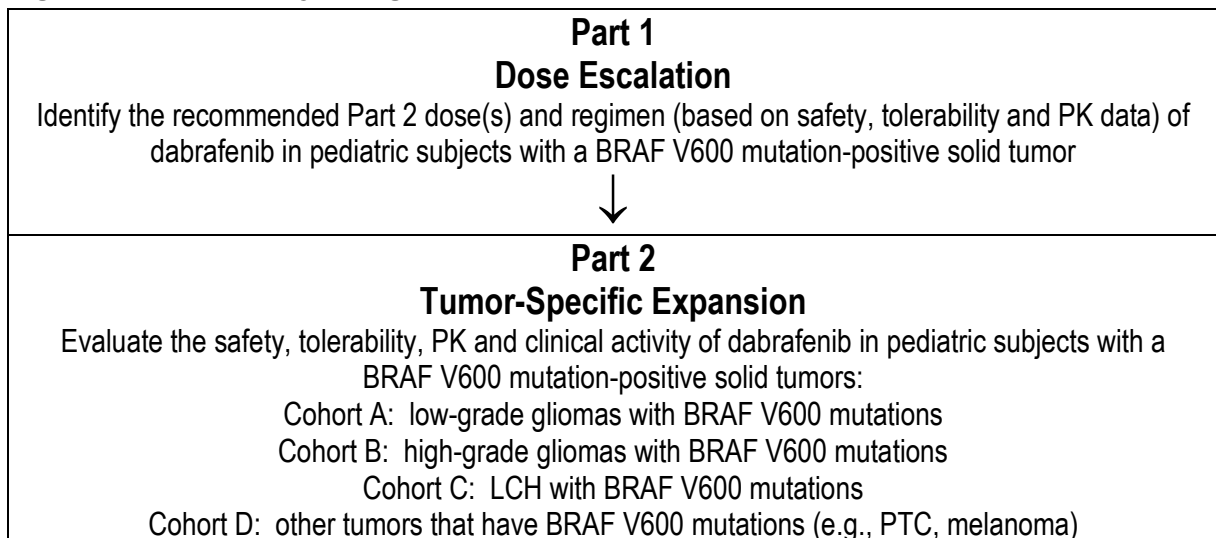 Part 1
Dose Escalation
Identify the recommended Part 2 dose(s) and regimen (based on safety, tolerability and PK data) of
dabrafenib in pediatric subjects with a BRAF V600 mutation-positive solid tumor
↓
Part 2
Tumor-Specific Expansion
Evaluate the safety, tolerability, PK and clinical activity of dabrafenib in pediatric subjects with a
BRAF V600 mutation-positive solid tumors:
Cohort A: low-grade gliomas with BRAF V600 mutations
Cohort B: high-grade gliomas with BRAF V600 mutations
Cohort C: LCH with BRAF V600 mutations
Cohort D: other tumors that have BRAF V600 mutations (e.g., PTC, melanoma)